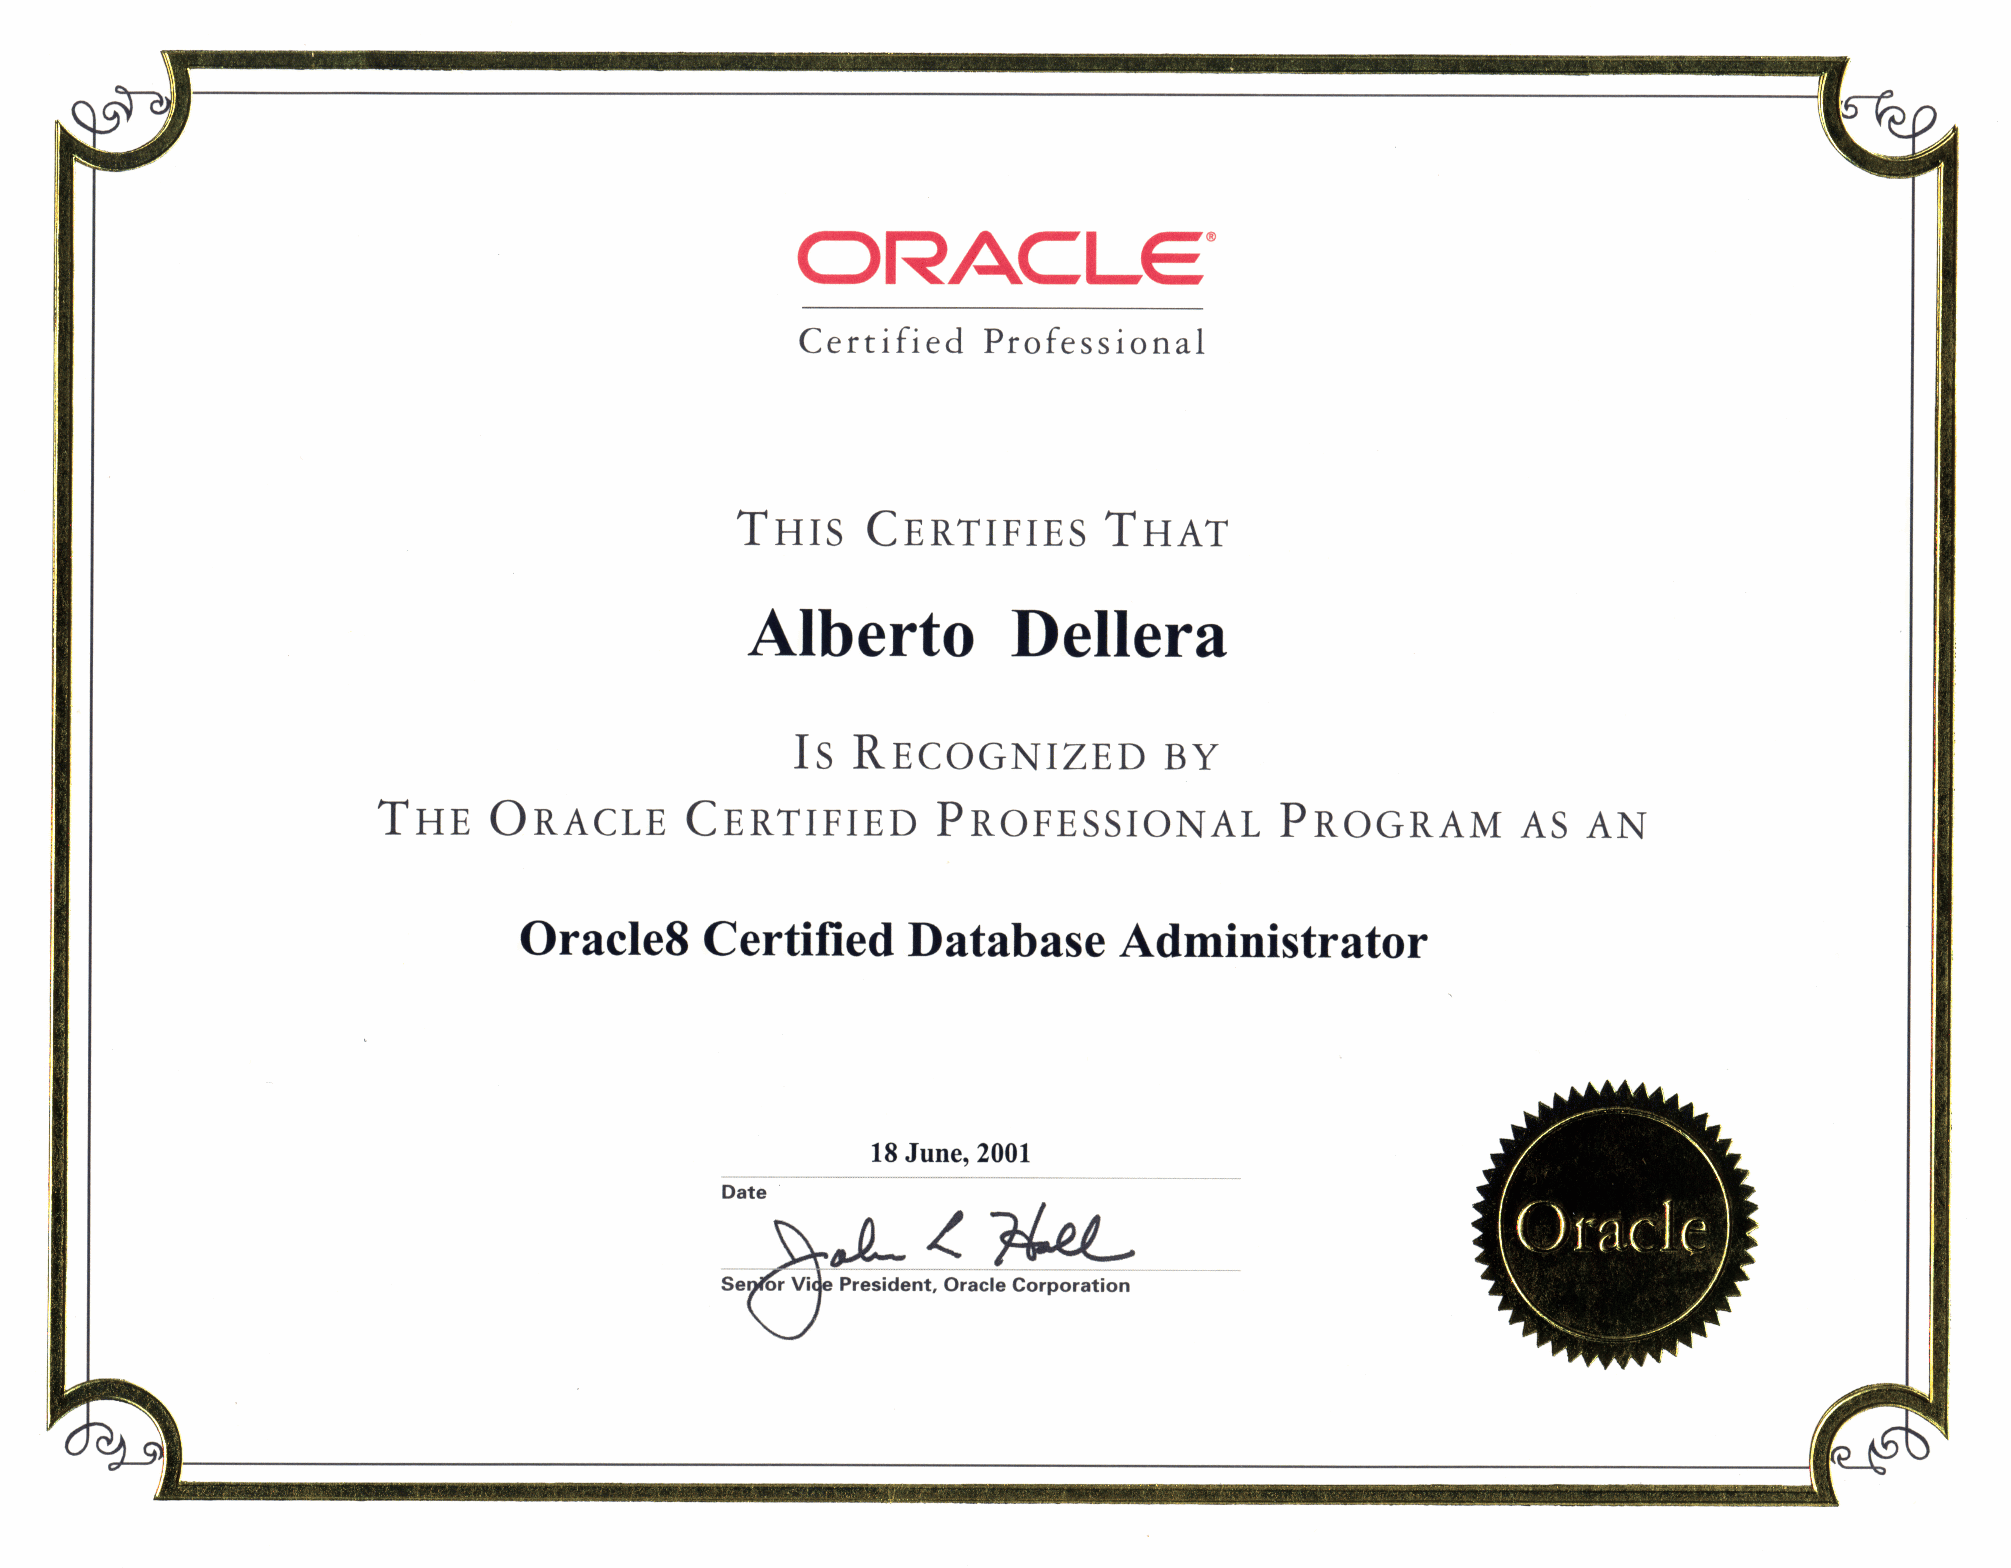 ORACLE®
Certified Professional
THIS CERTIFIES THAT
Alberto Dellera
IS RECOGNIZED BY
THE ORACLE CERTIFIED PROFESSIONAL PROGRAM AS AN
Oracle8 Certified Database Administrator
18 June, 2001
Date
John L Hall
Senior Vice President, Oracle Corporation
Oracle